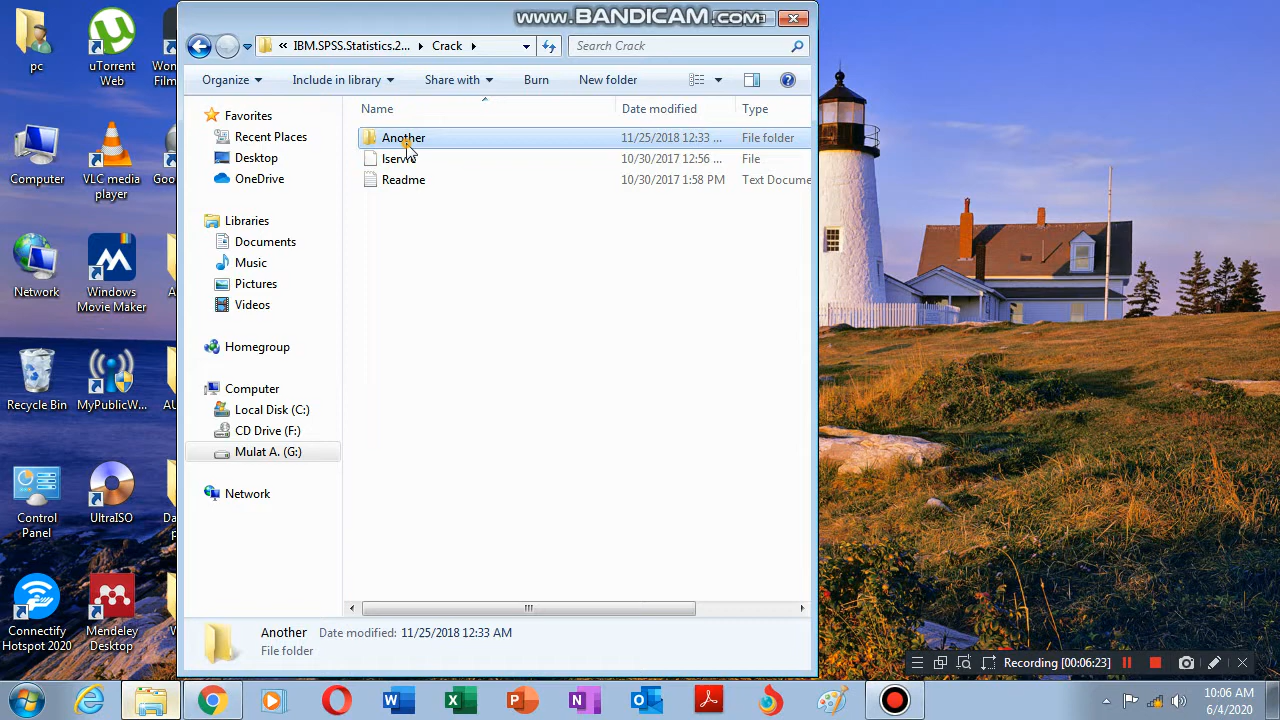 www.BANDICAM.com
IBM.SPSS.Statistics.2...
Crack
Search Crack
Organize
Include in library
Share with
Burn
New folder
Name
Date modified
Type
Another
11/25/2018 12:33 ...
File folder
10/30/2017 12:56 ...
File
Readme
10/30/2017 1:58 PM
Text Docume
Favorites
Recent Places
Desktop
OneDrive
Libraries
Documents
Music
Pictures
Videos
Homegroup
Computer
Local Disk (C:)
CD Drive (F:)
Mulat A. (G:)
Network
Another
Date modified: 11/25/2018 12:33 AM
File folder
pc
uTorrent
Web
Computer
VLC media
player
Network
Windows
Movie Maker
Recycle Bin
MyPublicW...
Control
Panel
UltraISO
Connectify
Hotspot 2020
Mendeley
Desktop
Recording [00:06:23]
10:06 AM
6/4/2020